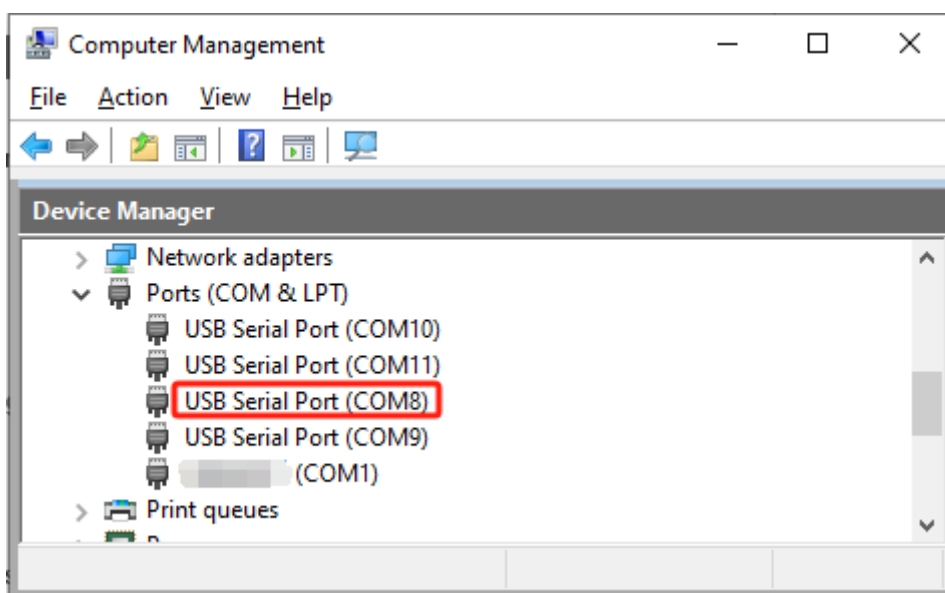 Computer Management
File Action View Help
Device Manager
Network adapters
Ports (COM & LPT)
USB Serial Port (COM10)
USB Serial Port (COM11)
USB Serial Port (COM8)
USB Serial Port (COM9)
(COM1)
Print queues